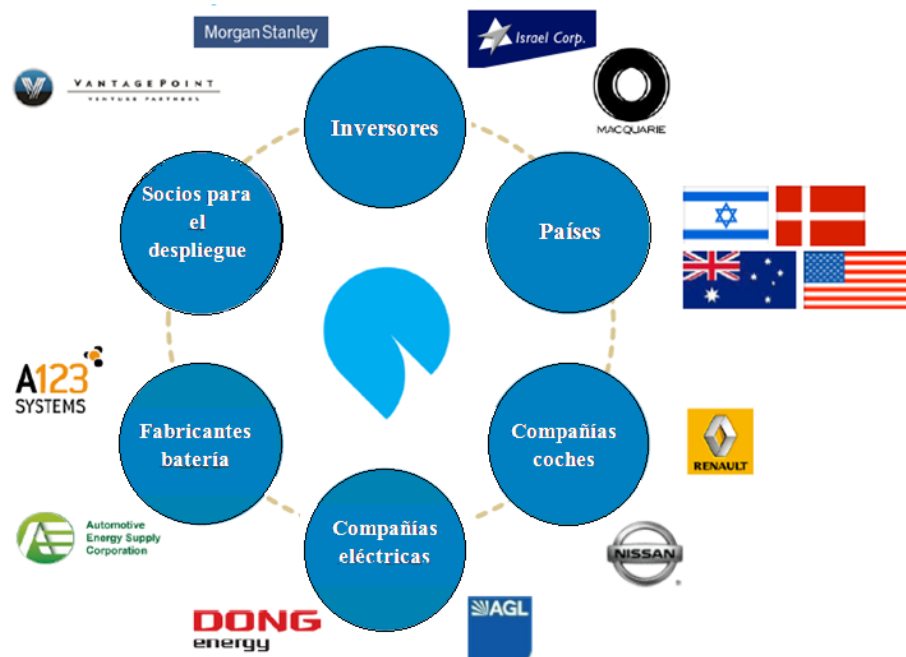 Morgan Stanley
Israel Corp.
VANTAGEPOINT
VENTURE PARTNERS
MACQUARIE
Inversores
Socios para
el
despliegue
Países
A123
SYSTEMS
Fabricantes
batería
Compañías
coches
RENAULT
Automotive
Energy Supply
Corporation
Compañías
eléctricas
NISSAN
DONG
energy
AGL